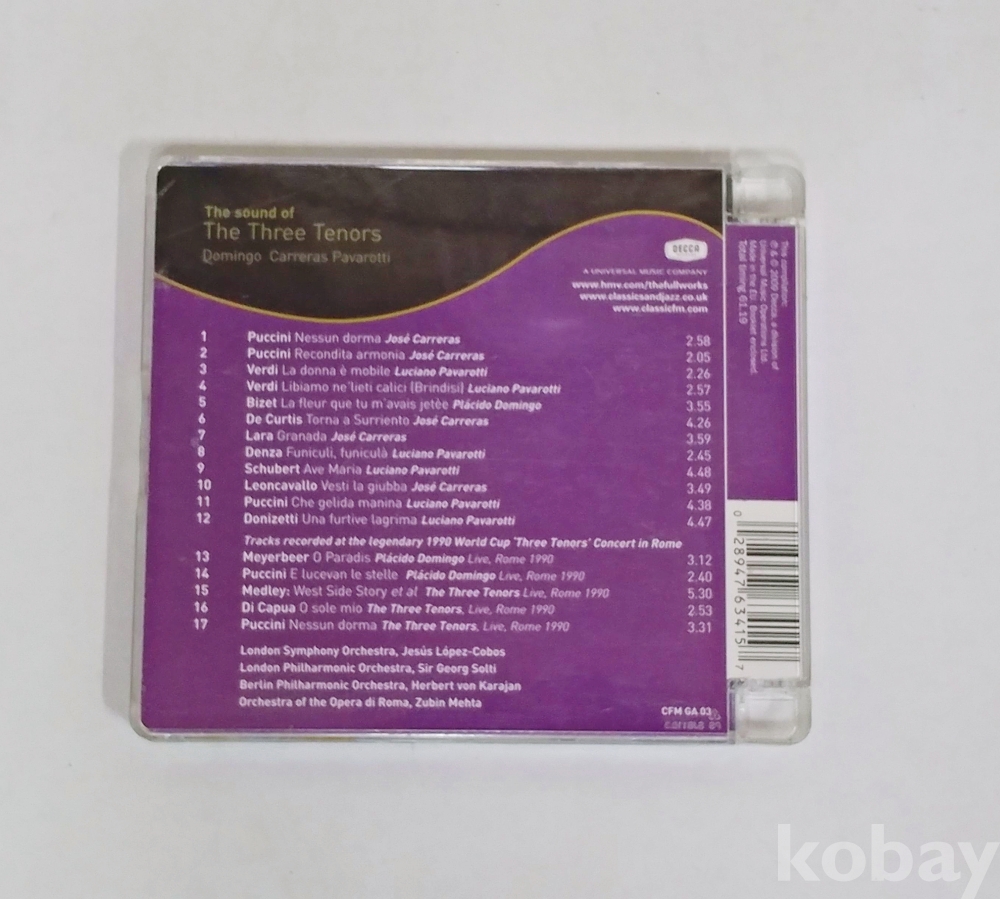 The sound of
The Three Tenors
Domingo Carreras Pavarotti
DECCA
A UNIVERSAL MUSIC COMPANY
www.hmv.com/thefullworks
www.classicsandjazz.co.uk
www.classicfm.com
1 Puccini Nessun dorma José Carreras 2.58
2 Puccini Recondita armonia José Carreras 2.05
3 Verdi La donna è mobile Luciano Pavarotti 2.26
4 Verdi Libiamo ne'lieti calici (Brindisi) Luciano Pavarotti 2.57
5 Bizet La fleur que tu m'avais jetèe Plácido Domingo 3.55
6 De Curtis Torna a Surriento José Carreras 4.26
7 Lara Granada José Carreras 3.59
8 Denza Funiculi, funiculà Luciano Pavarotti 2.45
9 Schubert Ave Maria Luciano Pavarotti 4.48
10 Leoncavallo Vesti la giubba José Carreras 3.49
11 Puccini Che gelida manina Luciano Pavarotti 4.38
12 Donizetti Una furtive lagrima Luciano Pavarotti 4.47
Tracks recorded at the legendary 1990 World Cup 'Three Tenors' Concert in Rome
13 Meyerbeer O Paradis Plácido Domingo Live, Rome 1990 3.12
14 Puccini E lucevan le stelle Plácido Domingo Live, Rome 1990 2.40
15 Medley: West Side Story et al The Three Tenors Live, Rome 1990 5.30
16 Di Capua O sole mio The Three Tenors, Live, Rome 1990 2.53
17 Puccini Nessun dorma The Three Tenors, Live, Rome 1990 3.31
London Symphony Orchestra, Jesús López-Cobos
London Philharmonic Orchestra, Sir Georg Solti
Berlin Philharmonic Orchestra, Herbert von Karajan
Orchestra of the Opera di Roma, Zubin Mehta
CFM GA 03
This compilation:
℗ & © 2009 Decca, a division of
Universal Music Operations Ltd.
Made in the EU. Booklet enclosed.
Total timing 61.19
0 28947 63415 7
kobay